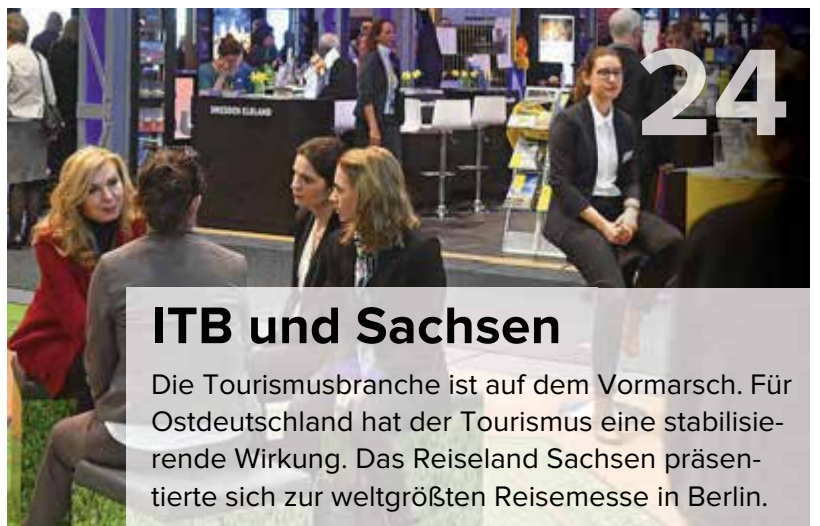 24
DRESDEN ELBLAND
ITB und Sachsen
Die Tourismusbranche ist auf dem Vormarsch. Für
Ostdeutschland hat der Tourismus eine stabilisie-
rende Wirkung. Das Reiseland Sachsen präsen-
tierte sich zur weltgrößten Reisemesse in Berlin.